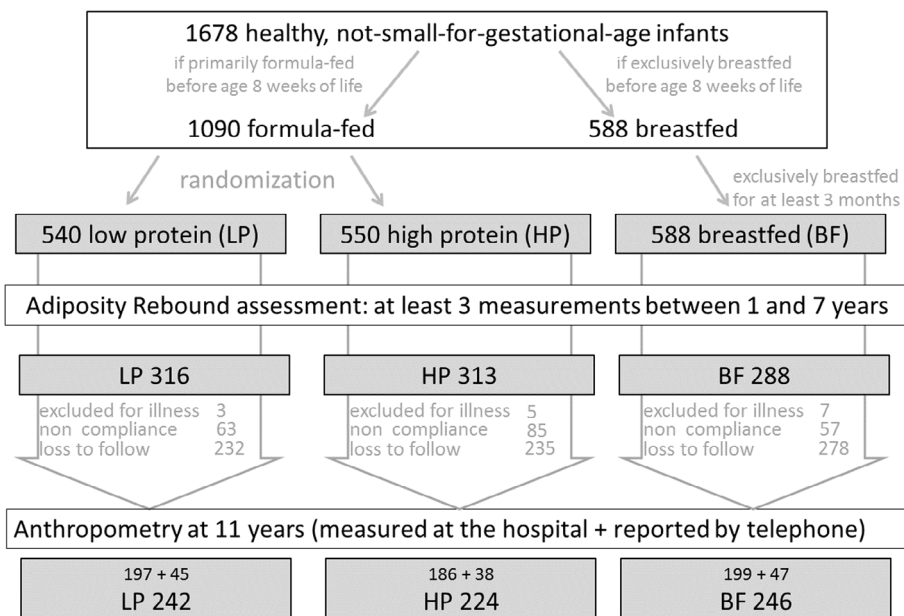 1678 healthy, not-small-for-gestational-age infants
if primarily formula-fed
before age 8 weeks of life
if exclusively breastfed
before age 8 weeks of life
1090 formula-fed
588 breastfed
randomization
exclusively breastfed
for at least 3 months
540 low protein (LP)
550 high protein (HP)
588 breastfed (BF)
Adiposity Rebound assessment: at least 3 measurements between 1 and 7 years
LP 316
HP 313
BF 288
excluded for illness 3
non compliance 63
loss to follow 232
excluded for illness 5
non compliance 85
loss to follow 235
excluded for illness 7
non compliance 57
loss to follow 278
Anthropometry at 11 years (measured at the hospital + reported by telephone)
197 + 45
LP 242
186 + 38
HP 224
199 + 47
BF 246